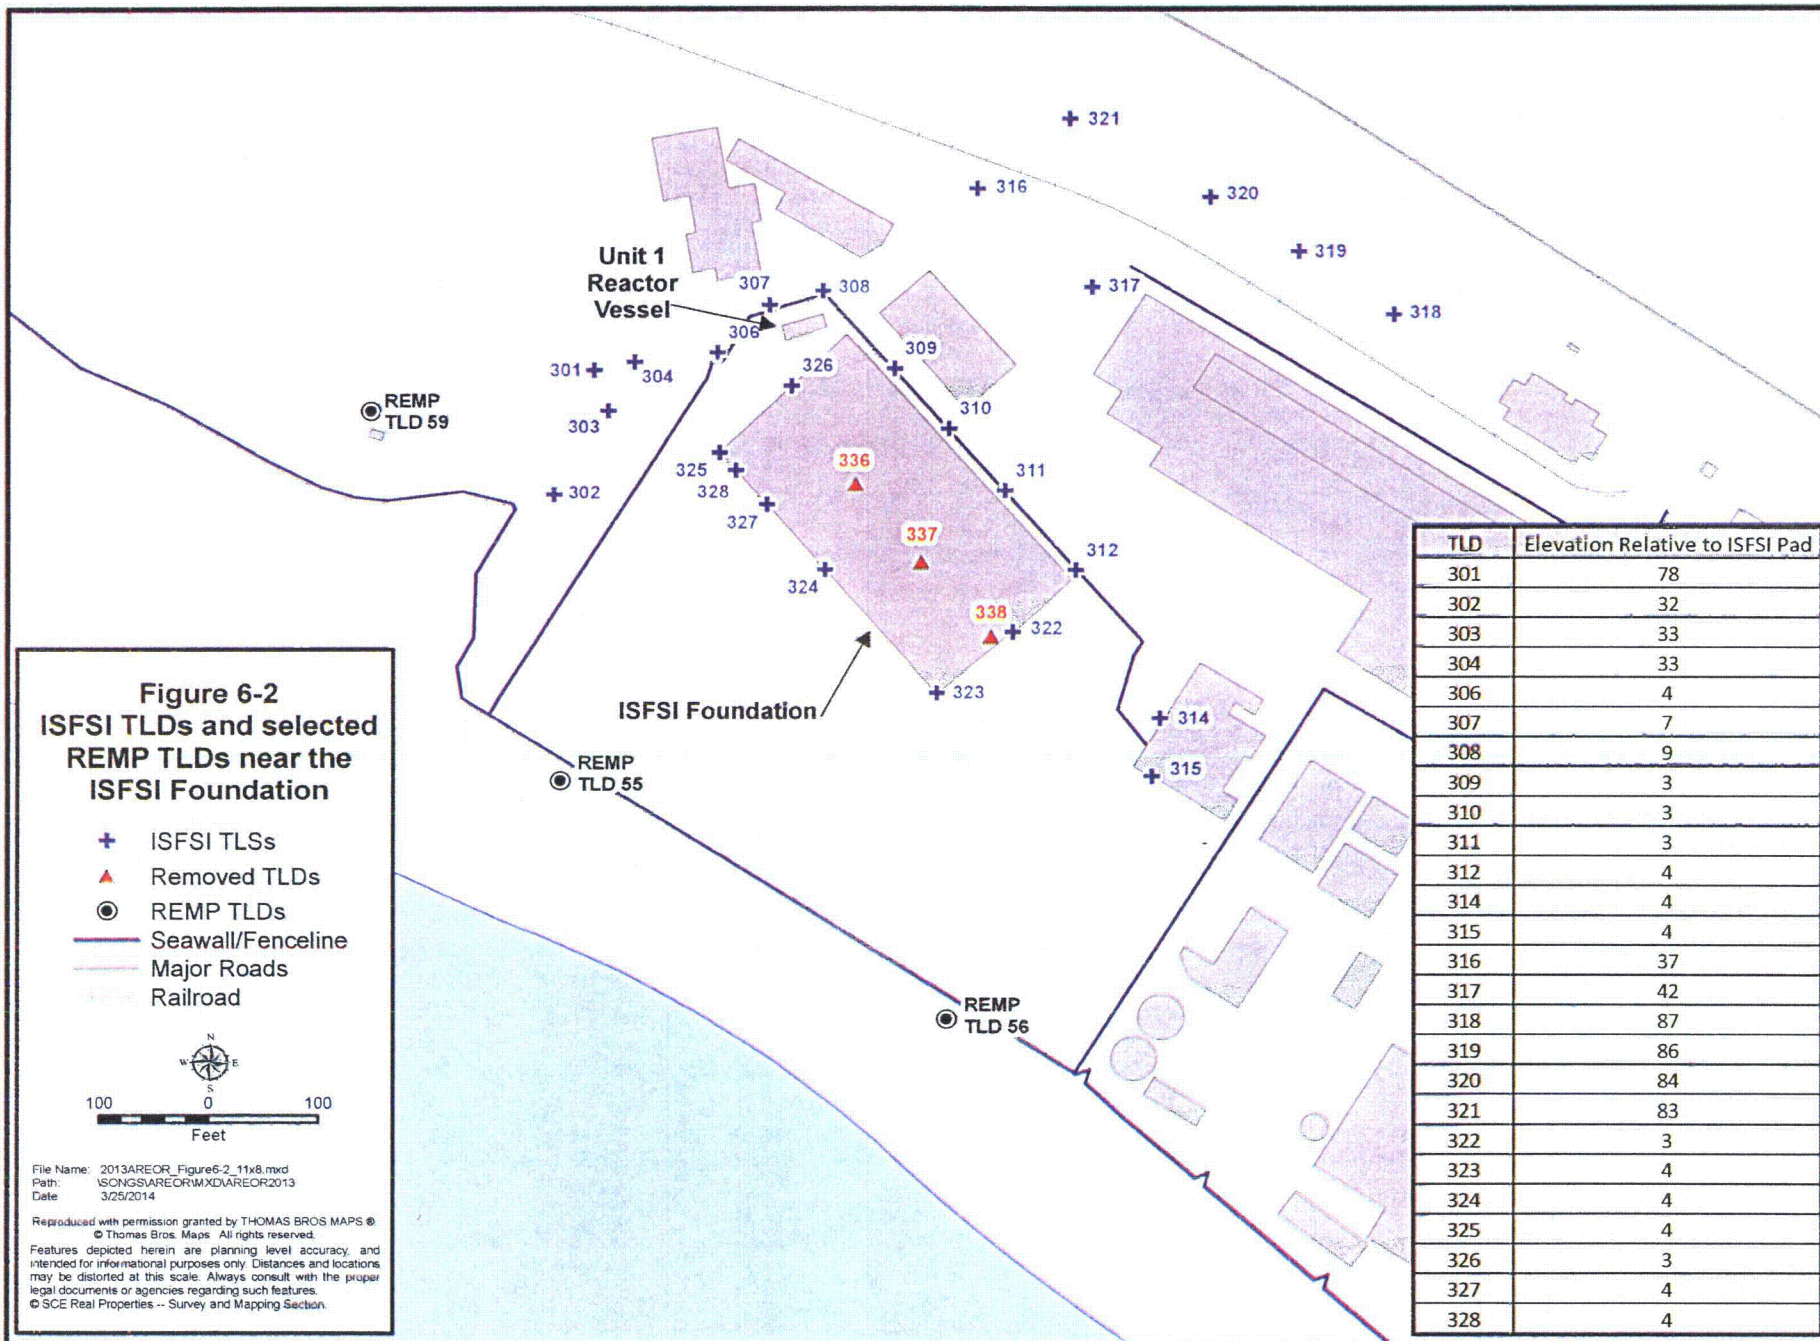 321
316
320
319
317
318
Unit 1
Reactor
Vessel
307
308
306
309
301
304
326
303
310
REMP
TLD 59
325
336
311
328
302
327
337
312
324
338
322
323
ISFSI Foundation
314
315
REMP
TLD 55
REMP
TLD 56
Figure 6-2
ISFSI TLDs and selected
REMP TLDs near the
ISFSI Foundation
ISFSI TLSs
Removed TLDs
REMP TLDs
Seawall/Fenceline
Major Roads
Railroad
N
W E
S
100 0 100
Feet
File Name: 2013AREOR_Figure6-2_11x8.mxd
Path: \SONGS\AREOR\MXD\AREOR2013
Date 3/25/2014
Reproduced with permission granted by THOMAS BROS MAPS ®
© Thomas Bros. Maps All rights reserved.
Features depicted herein are planning level accuracy, and
intended for informational purposes only. Distances and locations
may be distorted at this scale. Always consult with the proper
legal documents or agencies regarding such features.
© SCE Real Properties -- Survey and Mapping Section.
TLD Elevation Relative to ISFSI Pad
301 78
302 32
303 33
304 33
306 4
307 7
308 9
309 3
310 3
311 3
312 4
314 4
315 4
316 37
317 42
318 87
319 86
320 84
321 83
322 3
323 4
324 4
325 4
326 3
327 4
328 4